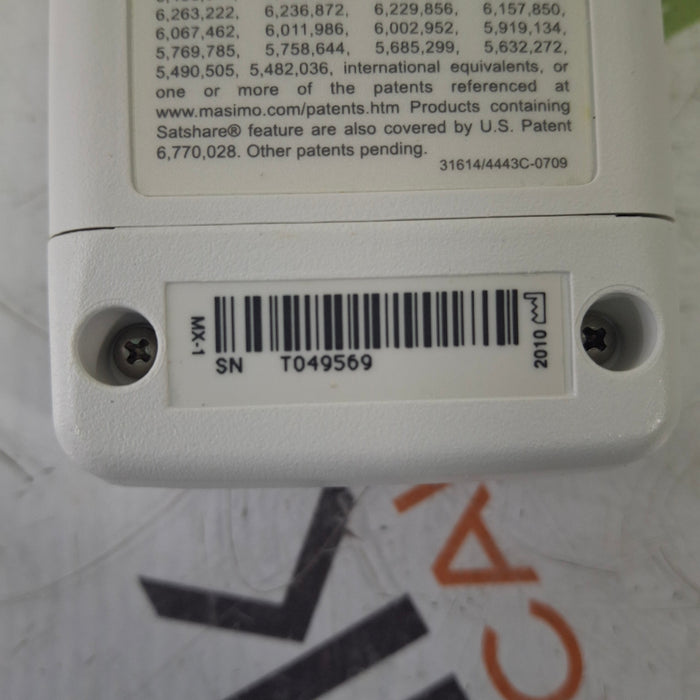 6,263,222, 6,236,872, 6,229,856, 6,157,850,
6,067,462, 6,011,986, 6,002,952, 5,919,134,
5,769,785, 5,758,644, 5,685,299, 5,632,272,
5,490,505, 5,482,036, international equivalents, or
one or more of the patents referenced at
www.masimo.com/patents.htm Products containing
Satshare® feature are also covered by U.S. Patent
6,770,028. Other patents pending.
31614/4443C-0709
MX-1
SN T049569
2010